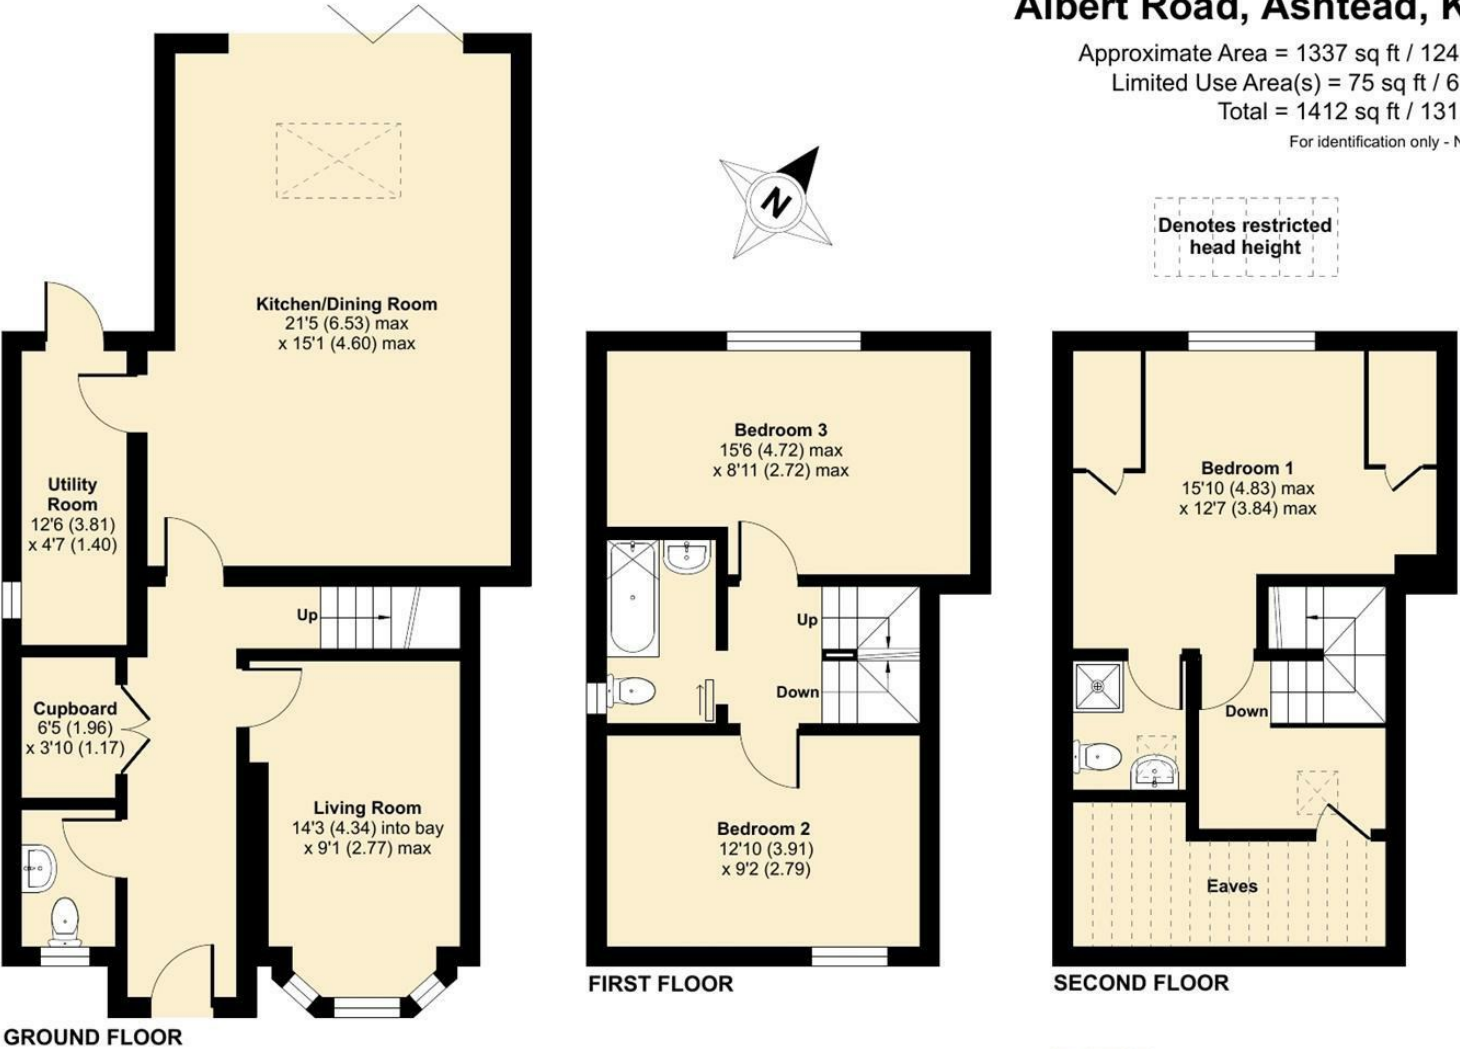 Albert Road, Ashtead, K
Approximate Area = 1337 sq ft / 124
Limited Use Area(s) = 75 sq ft / 6
Total = 1412 sq ft / 131
For identification only - N
N
Denotes restricted
head height
Kitchen/Dining Room
21'5 (6.53) max
x 15'1 (4.60) max
Utility
Room
12'6 (3.81)
x 4'7 (1.40)
Up
Cupboard
6'5 (1.96)
x 3'10 (1.17)
Living Room
14'3 (4.34) into bay
x 9'1 (2.77) max
GROUND FLOOR
Bedroom 3
15'6 (4.72) max
x 8'11 (2.72) max
Up
Down
Bedroom 2
12'10 (3.91)
x 9'2 (2.79)
FIRST FLOOR
Bedroom 1
15'10 (4.83) max
x 12'7 (3.84) max
Down
Eaves
SECOND FLOOR